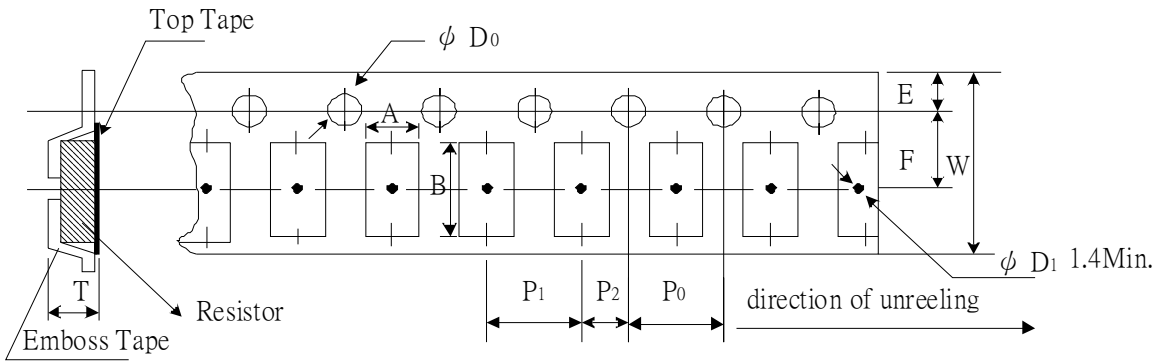 Top Tape
ψ D₀
E
A
F
W
B
ψ D₁ 1.4Min.
T
P₁
P₂
P₀
direction of unreeling
Resistor
Emboss Tape